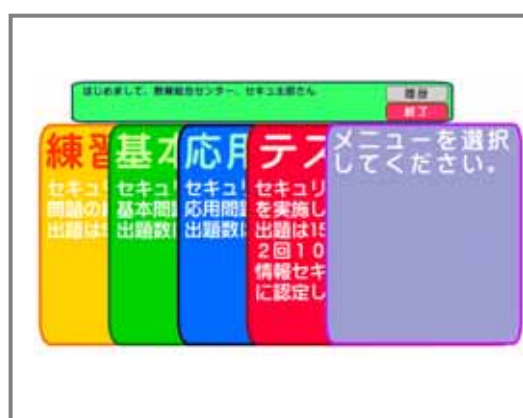 はじめまして、教育総合センター、セキュ太郎さん
履歴
終了
練習
セキュ
問題の
出題は
基本
セキュリ
基本問題
出題数
応用
セキュリ
応用問題
出題数
テス
セキュリ
を実施し
出題は15
2回10
情報セキ
に認定し
メニューを選択
してください。